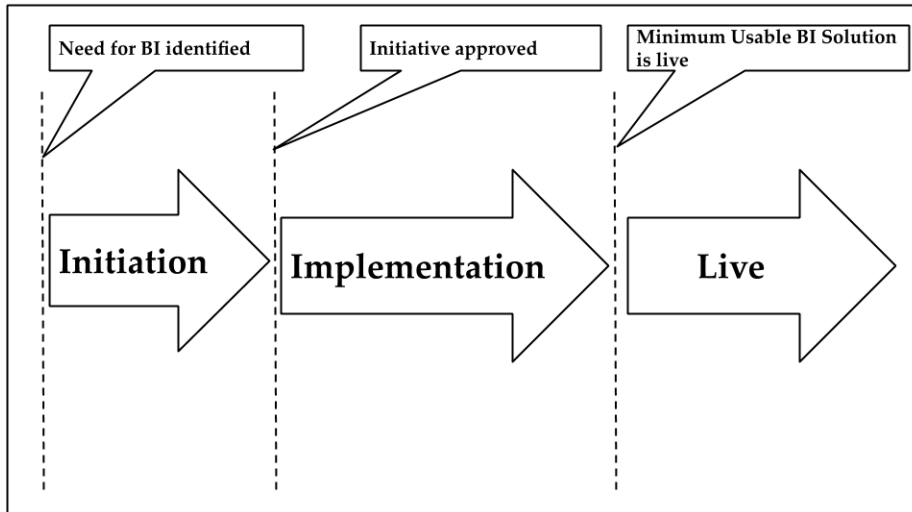 Need for BI identified
Initiative approved
Minimum Usable BI Solution
is live
Initiation
Implementation
Live